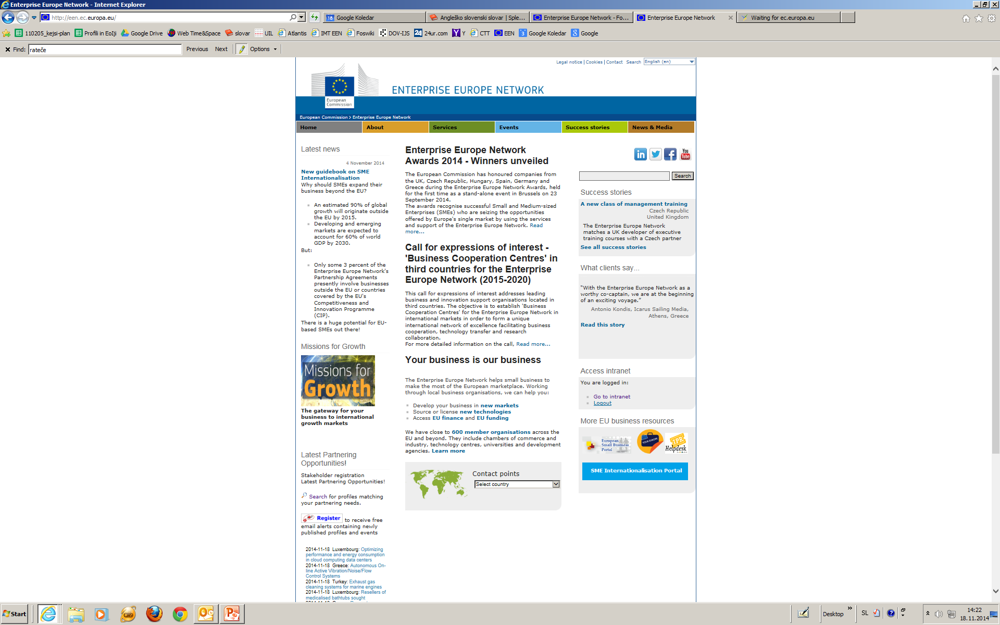 Enterprise Europe Network - Internet Explorer
http://een.ec.europa.eu/
Google Koledar
Angleško slovenski slovar | Sple...
Enterprise Europe Network - Fo...
Enterprise Europe Network
Waiting for ec.europa.eu
110205_kejsi-plan
Profili in EoIji
Google Drive
Web Time&Space
slovar
UIL
Atlantis
IMT EEN
Foswiki
DOV-IJS
24ur.com
Y
CTT
EEN
Google Koledar
Google
Find: rateče
Previous Next Options
Legal notice | Cookies | Contact Search English (en)
European
Commission
ENTERPRISE EUROPE NETWORK
European Commission > Enterprise Europe Network
Home About Services Events Success stories News & Media
Latest news
4 November 2014
New guidebook on SME
Internationalisation
Why should SMEs expand their
business beyond the EU?
An estimated 90% of global
growth will originate outside
the EU by 2015.
Developing and emerging
markets are expected to
account for 60% of world
GDP by 2030.
But:
Only some 3 percent of the
Enterprise Europe Network's
Partnership Agreements
presently involve businesses
outside the EU or countries
covered by the EU's
Competitiveness and
Innovation Programme
(CIP).
There is a huge potential for EU-
based SMEs out there!
Missions for Growth
Missions for
Growth
The gateway for your
business to international
growth markets
Latest Partnering
Opportunities!
Stakeholder registration
Latest Partnering Opportunities!
Search for profiles matching
your partnering needs.
Register to receive free
email alerts containing newly
published profiles and events
2014-11-18 Luxembourg: Optimizing
performance and energy consumption
in cloud computing data centers
2014-11-18 Greece: Autonomous On-
line Active Vibration/Noise/Flow
Control Systems
2014-11-18 Turkey: Exhaust gas
cleaning systems for marine engines
2014-11-18 Luxembourg: Resellers of
medicalised bathtubs sought
Enterprise Europe Network
Awards 2014 - Winners unveiled
The European Commission has honoured companies from
the UK, Czech Republic, Hungary, Spain, Germany and
Greece during the Enterprise Europe Network Awards, held
for the first time as a stand-alone event in Brussels on 23
September 2014.
The awards recognise successful Small and Medium-sized
Enterprises (SMEs) who are seizing the opportunities
offered by Europe's single market by using the services
and support of the Enterprise Europe Network. Read
more...
Call for expressions of interest -
'Business Cooperation Centres' in
third countries for the Enterprise
Europe Network (2015-2020)
This call for expressions of interest addresses leading
business and innovation support organisations located in
third countries. The objective is to establish 'Business
Cooperation Centres' for the Enterprise Europe Network in
international markets in order to form a unique
international network of excellence facilitating business
cooperation, technology transfer and research
collaboration.
For more detailed information on the call, Read more...
Your business is our business
The Enterprise Europe Network helps small business to
make the most of the European marketplace. Working
through local business organisations, we can help you:
Develop your business in new markets
Source or license new technologies
Access EU finance and EU funding
We have close to 600 member organisations across the
EU and beyond. They include chambers of commerce and
industry, technology centres, universities and development
agencies. Learn more
Contact points
Select country
You
Tube
Search
Success stories
A new class of management training
Czech Republic
United Kingdom
The Enterprise Europe Network
matches a UK developer of executive
training courses with a Czech partner
See all success stories
What clients say...
"With the Enterprise Europe Network as a
worthy co-captain, we are at the beginning
of an exciting voyage."
Antonio Kondis, Icarus Sailing Media,
Athens, Greece
Read this story
Access intranet
You are logged in:
Go to intranet
Logout
More EU business resources
European
Small Business
Portal
YOUR EUROPE
IPR
Helpdesk
SME Internationalisation Portal
Start
Desktop
SL
14:22
18.11.2014